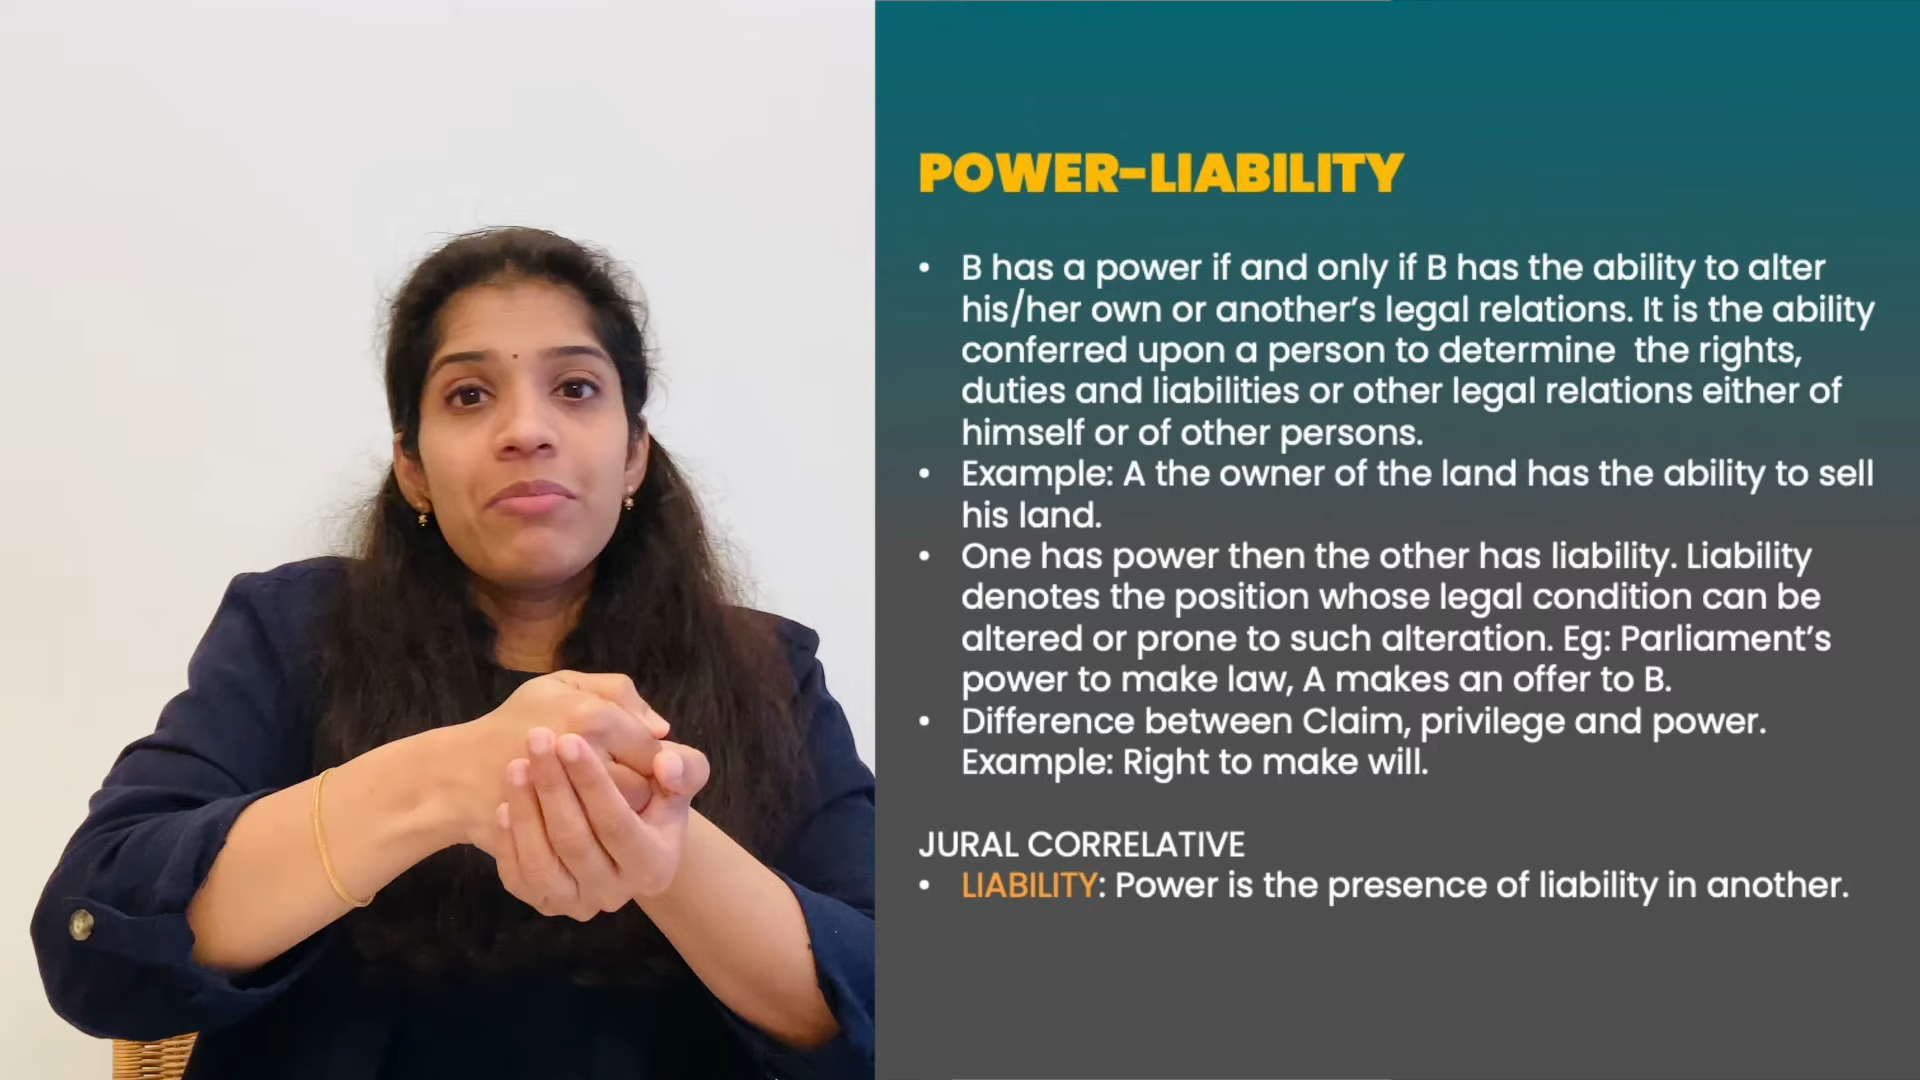 POWER-LIABILITY
• B has a power if and only if B has the ability to alter
his/her own or another's legal relations. It is the ability
conferred upon a person to determine the rights,
duties and liabilities or other legal relations either of
himself or of other persons.
• Example: A the owner of the land has the ability to sell
his land.
• One has power then the other has liability. Liability
denotes the position whose legal condition can be
altered or prone to such alteration. Eg: Parliament's
power to make law, A makes an offer to B.
• Difference between Claim, privilege and power.
Example: Right to make will.
JURAL CORRELATIVE
• LIABILITY: Power is the presence of liability in another.